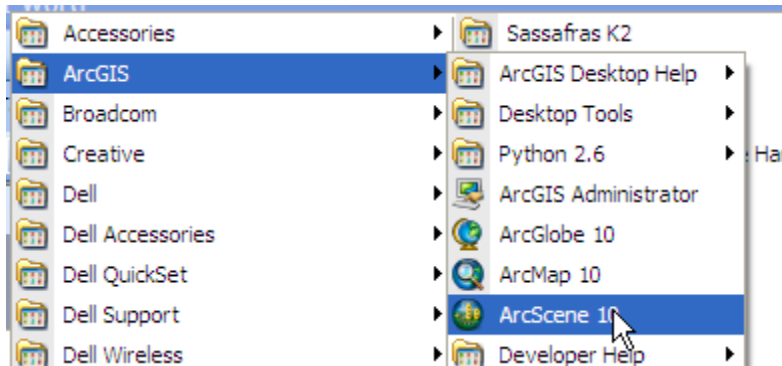 Accessories
ArcGIS
Broadcom
Creative
Dell
Dell Accessories
Dell QuickSet
Dell Support
Dell Wireless
Sassafras K2
ArcGIS Desktop Help
Desktop Tools
Python 2.6
ArcGIS Administrator
ArcGlobe 10
ArcMap 10
ArcScene 10
Developer Help